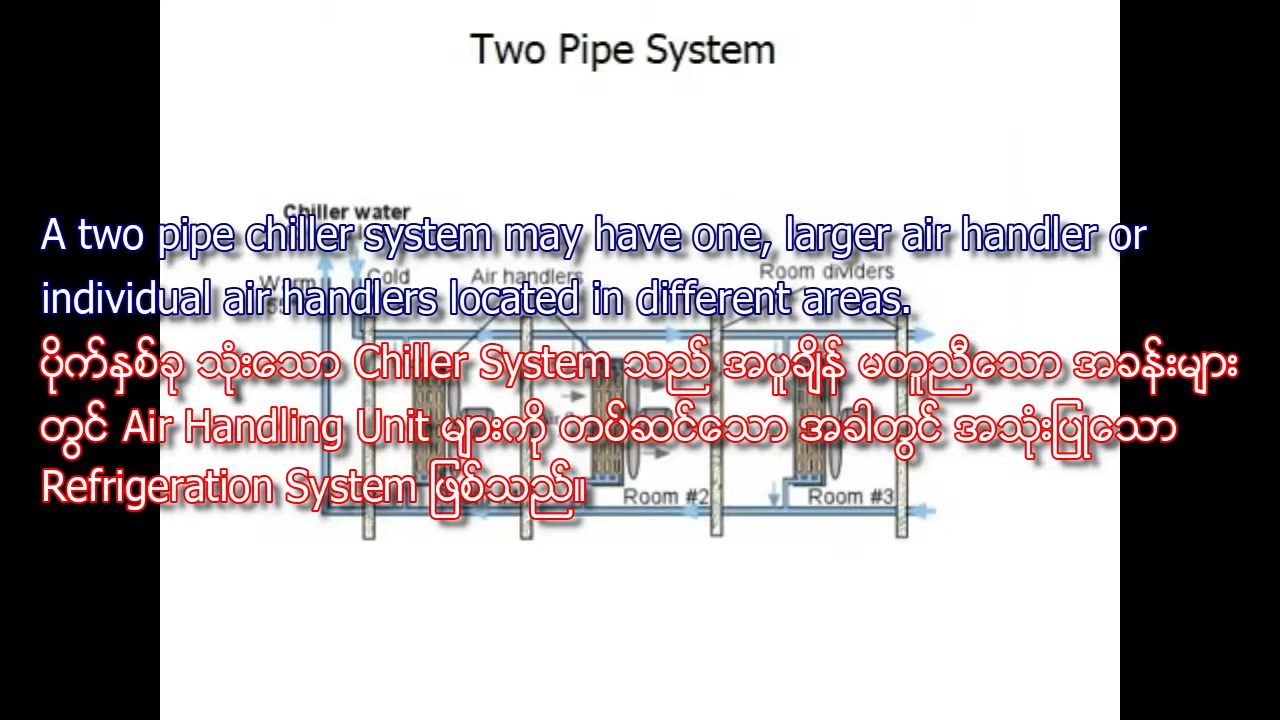 Two Pipe System
Chiller water
A two pipe chiller system may have one, larger air handler or
Cold
Air handlers
Room dividers
individual air handlers located in different areas.
ပိုက်နှစ်ခု သုံးသော Chiller System သည် အပူချိန် မတူညီသော အခန်းများ
တွင် Air Handling Unit များကို တပ်ဆင်သော အခါတွင် အသုံးပြုသော
Refrigeration System ဖြစ်သည်။
Room #2
Room #3